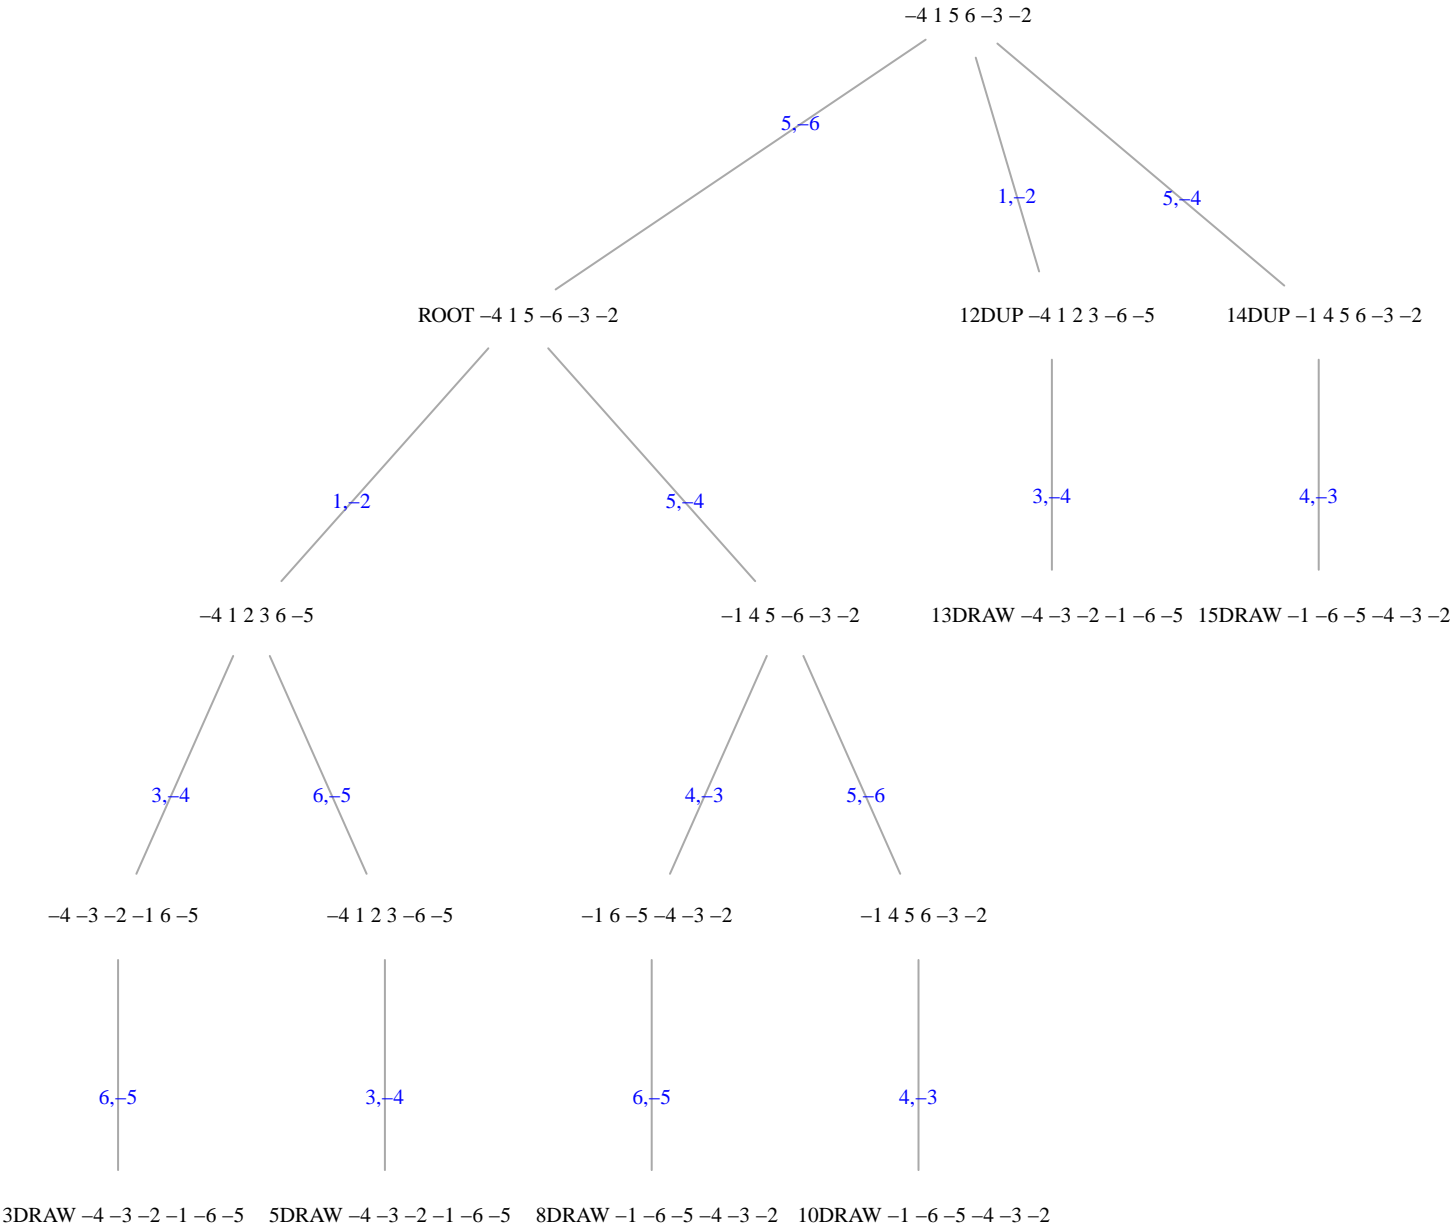 –4 1 5 6 –3 –2
5,–6
1,–2
5,–4
ROOT –4 1 5 –6 –3 –2
12DUP –4 1 2 3 –6 –5
14DUP –1 4 5 6 –3 –2
1,–2
5,–4
3,–4
4,–3
–4 1 2 3 6 –5
–1 4 5 –6 –3 –2
13DRAW –4 –3 –2 –1 –6 –5
15DRAW –1 –6 –5 –4 –3 –2
3,–4
6,–5
4,–3
5,–6
–4 –3 –2 –1 6 –5
–4 1 2 3 –6 –5
–1 6 –5 –4 –3 –2
–1 4 5 6 –3 –2
6,–5
3,–4
6,–5
4,–3
3DRAW –4 –3 –2 –1 –6 –5
5DRAW –4 –3 –2 –1 –6 –5
8DRAW –1 –6 –5 –4 –3 –2
10DRAW –1 –6 –5 –4 –3 –2